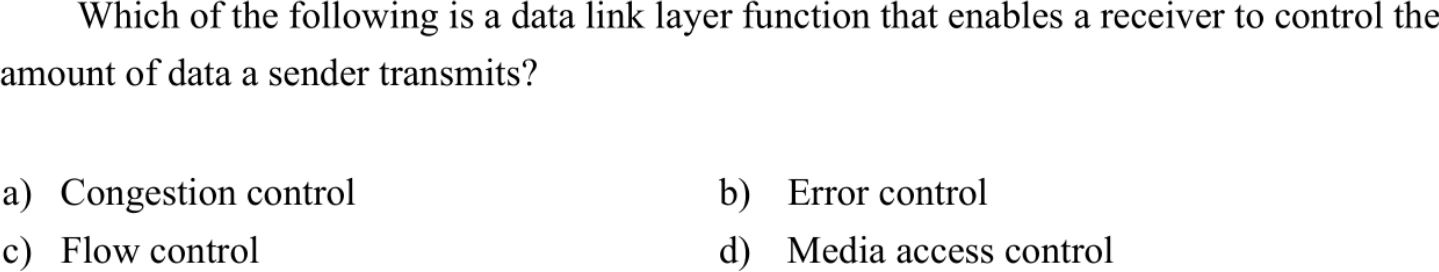 Which of the following is a data link layer function that enables a receiver to control the
amount of data a sender transmits?
a) Congestion control b) Error control
c) Flow control d) Media access control